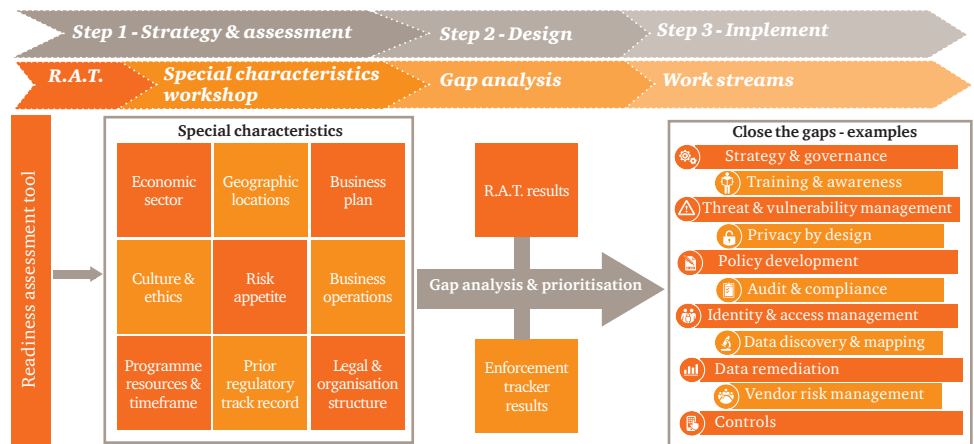 Step 1 - Strategy & assessment
Step 2 - Design
Step 3 - Implement
R.A.T.
Special characteristics
workshop
Gap analysis
Work streams
Readiness assessment tool
Special characteristics
Economic
sector
Geographic
locations
Business
plan
Culture &
ethics
Risk
appetite
Business
operations
Programme
resources &
timeframe
Prior
regulatory
track record
Legal &
organisation
structure
R.A.T. results
Gap analysis & prioritisation
Enforcement
tracker
results
Close the gaps - examples
Strategy & governance
Training & awareness
Threat & vulnerability management
Privacy by design
Policy development
Audit & compliance
Identity & access management
Data discovery & mapping
Data remediation
Vendor risk management
Controls